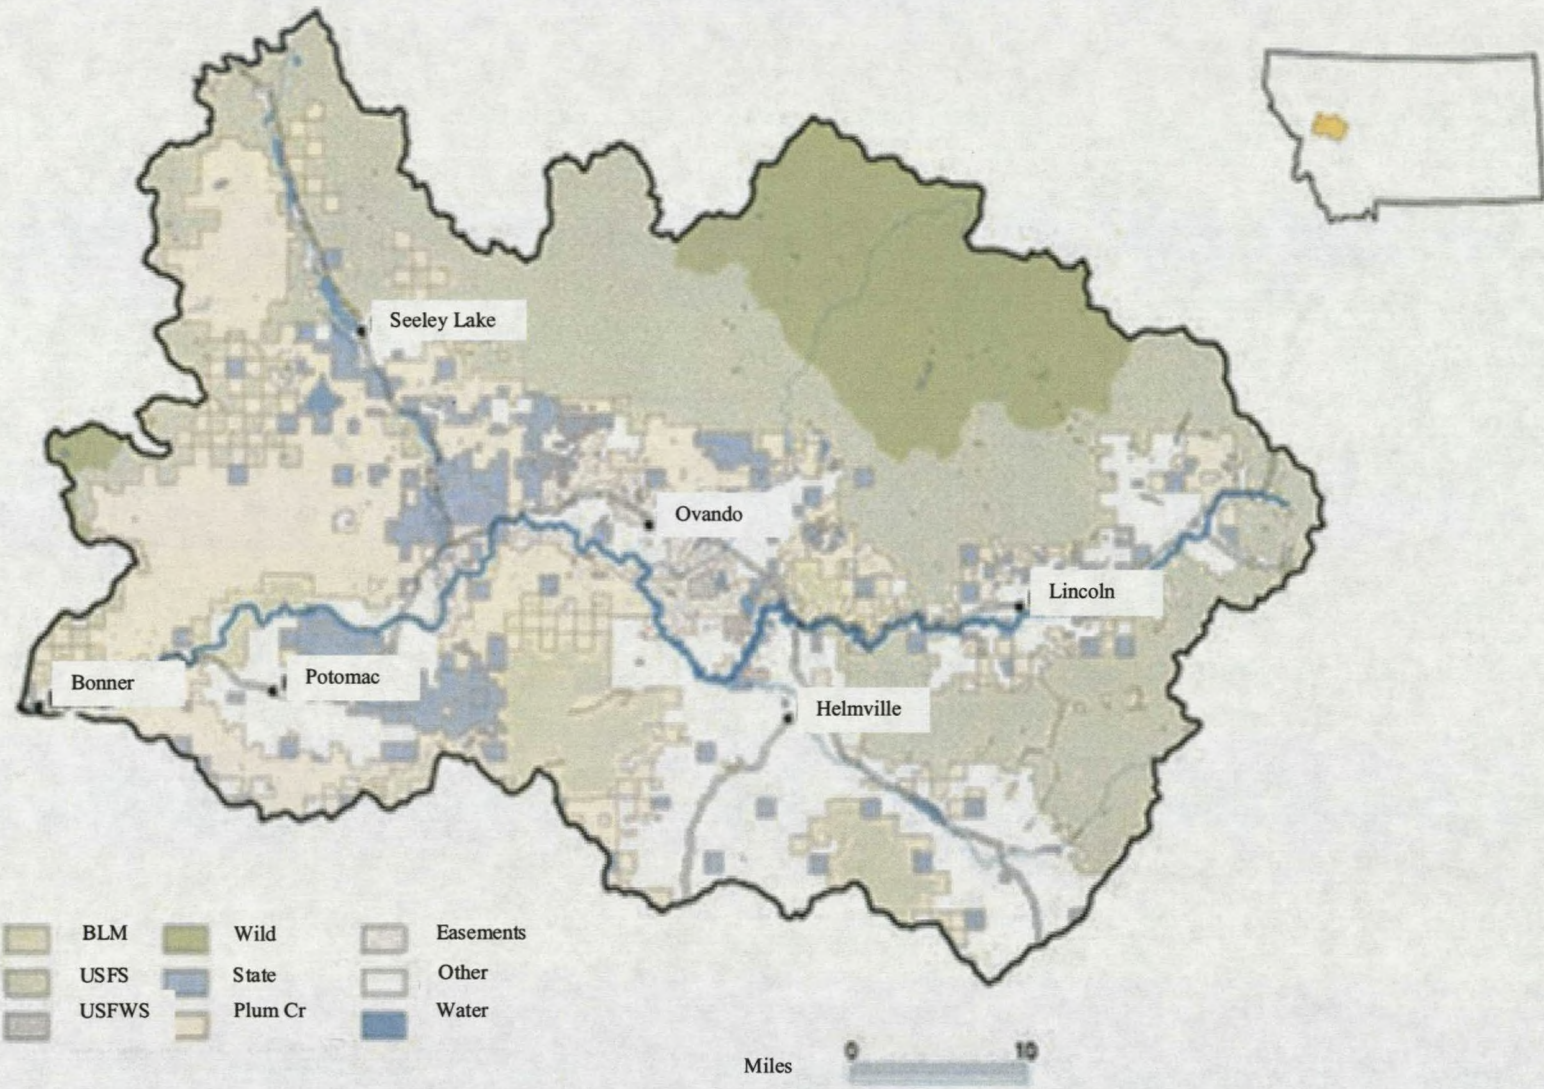 Seeley Lake
Ovando
Lincoln
Bonner
Potomac
Helmville
BLM
Wild
Easements
USFS
State
Other
USFWS
Plum Cr
Water
Miles
0
10